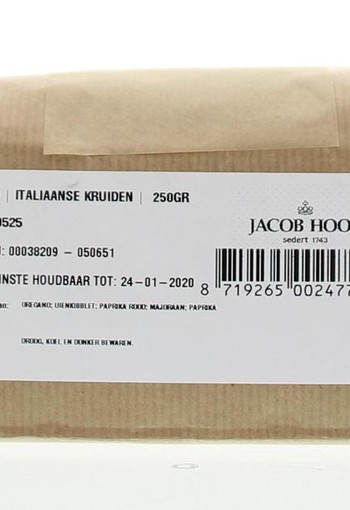 ITALIAANSE KRUIDEN | 250GR
0525
: 00038209 - 050651
INSTE HOUDBAAR TOT: 24-01-2020
OREGANO; UIENKIBBLET; PAPRIKA ROOD; MAJORAAN; PAPRIKA
DROOG, KOEL EN DONKER BEWAREN.
JACOB HOO
sedert 1743
8 719265 002477